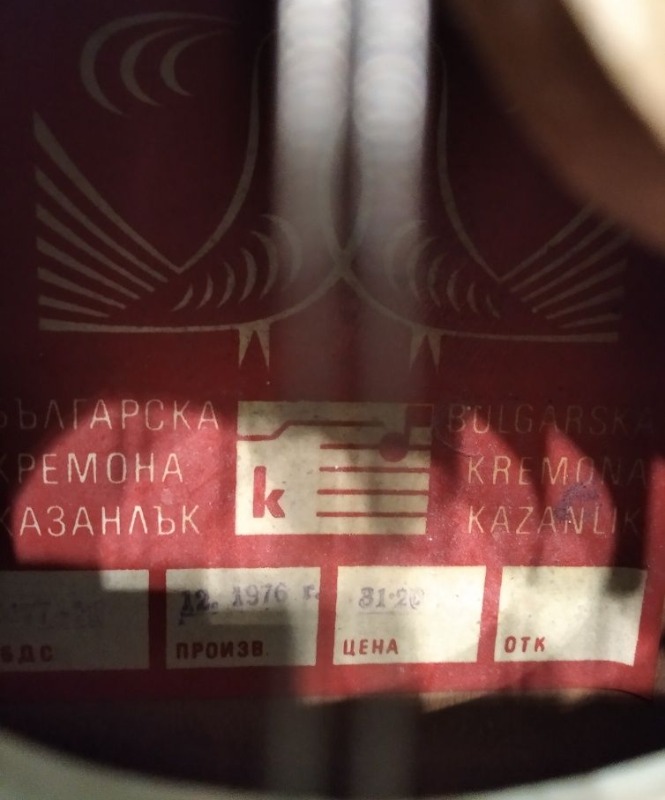 БЪЛГАРСКА
КРЕМОНА
КАЗАНЛЪК
k
BULGARSKA
KREMONA
KAZANLIK
БДС
12. 1976 г.
ПРОИЗВ.
31·20
ЦЕНА
ОТК